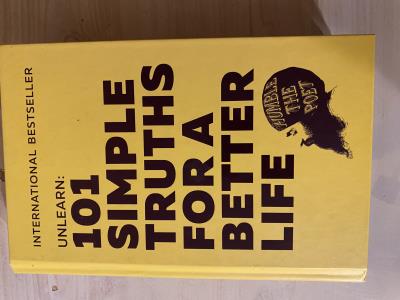 INTERNATIONAL BESTSELLER
UNLEARN:
101
SIMPLE
TRUTHS
FOR A
BETTER
LIFE
HUMBLE
THE
POET